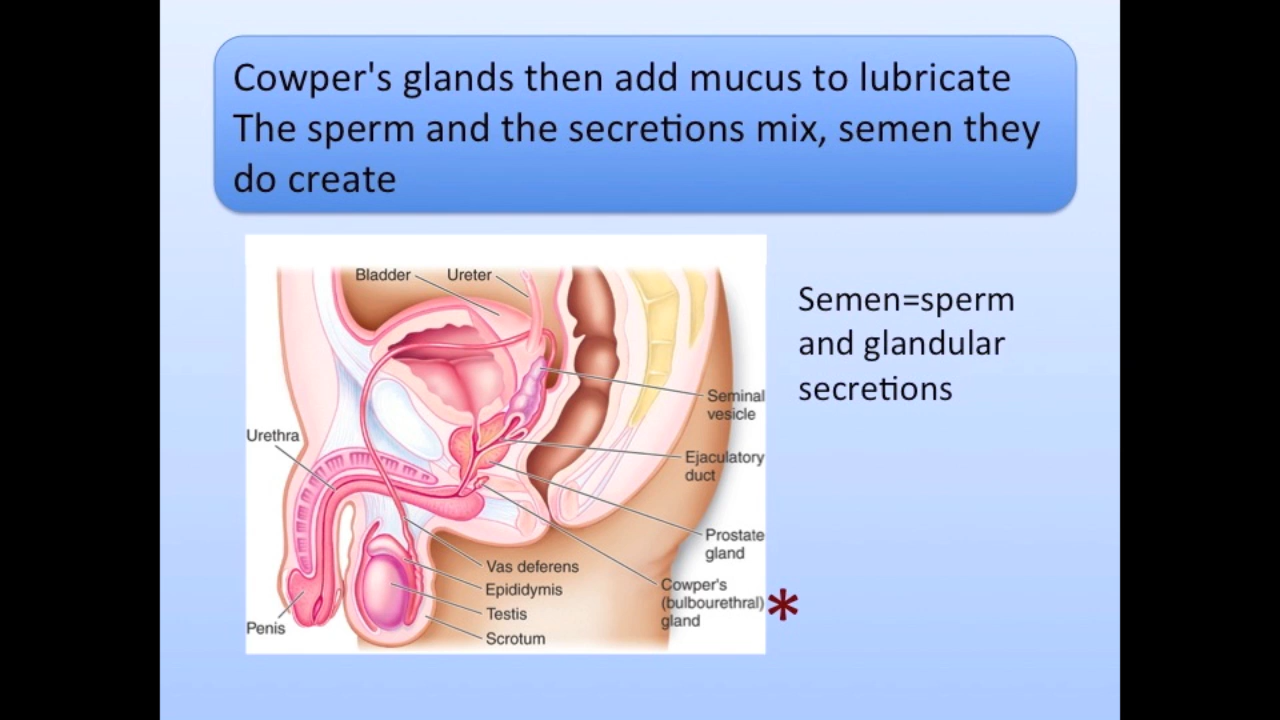 Cowper's glands then add mucus to lubricate
The sperm and the secretions mix, semen they
do create
Bladder
Ureter
Semen=sperm
and glandular
secretions
Seminal
vesicle
Urethra
Ejaculatory
duct
Prostate
gland
Vas deferens
Epididymis
Testis
Scrotum
Cowper's
(bulbourethral)
gland
*
Penis